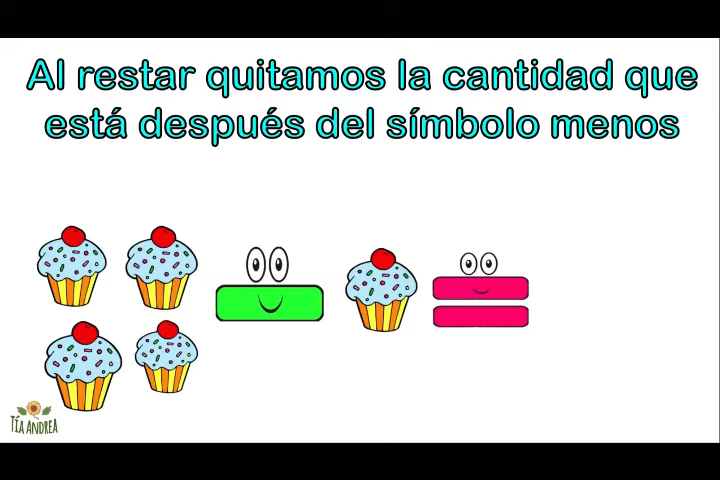 Al restar quitamos la cantidad que
está después del símbolo menos
TÍA ANDREA